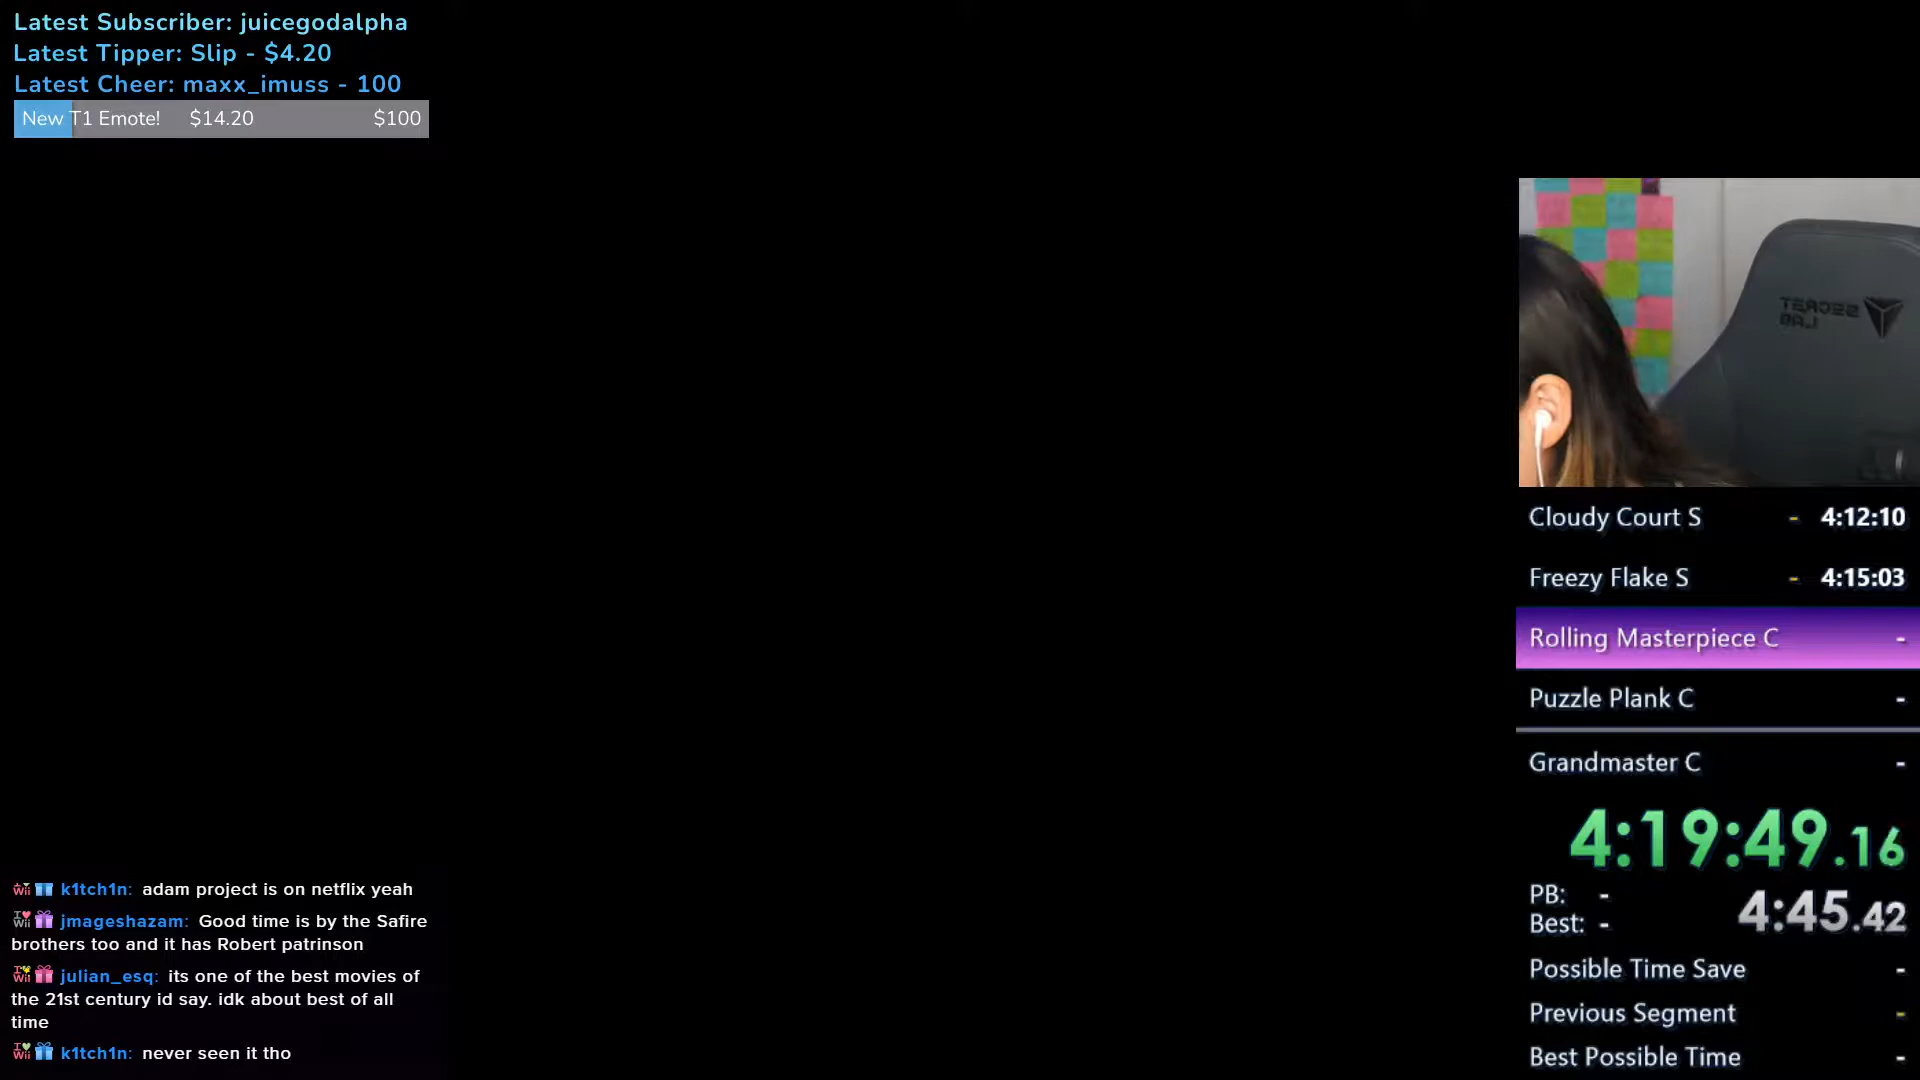 Latest Subscriber: juicegodalpha
Latest Tipper: Slip - $4.20
Latest Cheer: maxx_imuss - 100
New T1 Emote! $14.20 $100
SECRET
LAB
Cloudy Court S - 4:12:10
Freezy Flake S - 4:15:03
Rolling Masterpiece C -
Puzzle Plank C -
Grandmaster C -
4:19:49.16
PB: -
Best: -
4:45.42
Possible Time Save -
Previous Segment -
Best Possible Time -
k1tch1n: adam project is on netflix yeah
jmageshazam: Good time is by the Safire
brothers too and it has Robert patrinson
julian_esq: its one of the best movies of
the 21st century id say. idk about best of all
time
k1tch1n: never seen it tho